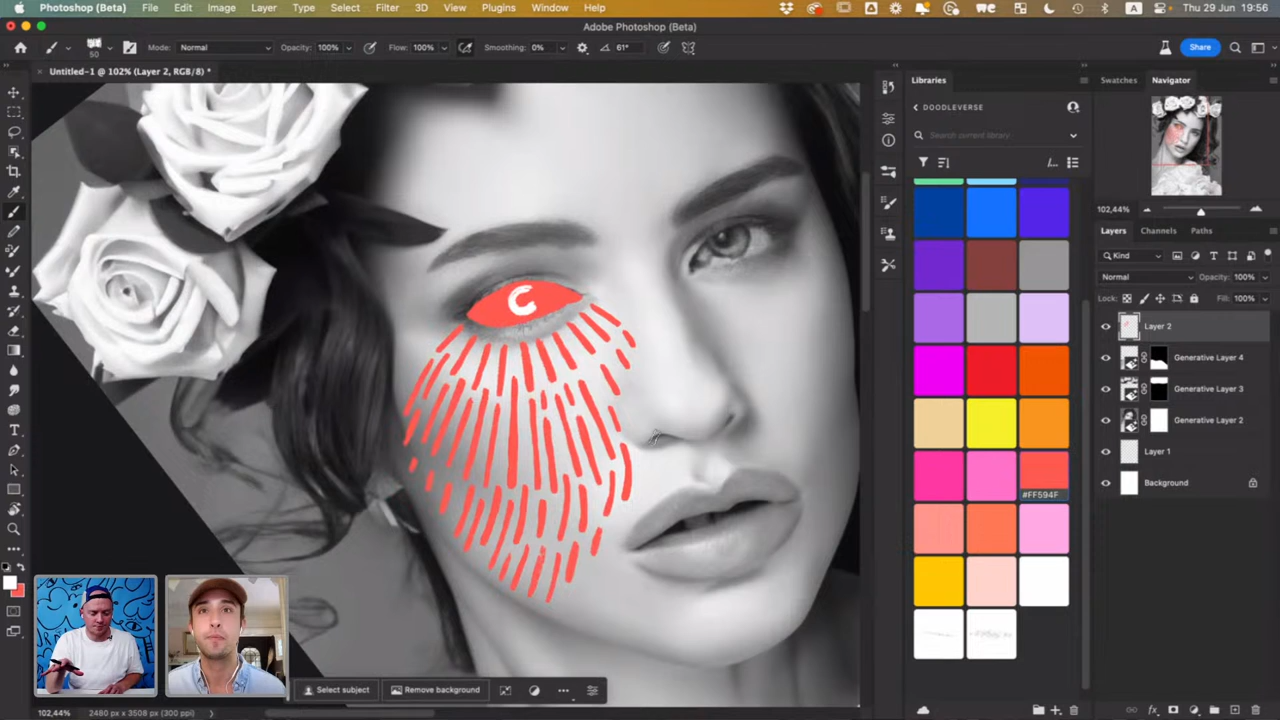 Photoshop (Beta) File Edit Image Layer Type Select Filter 3D View Plugins Window Help A Thu 29 Jun 19:56
Adobe Photoshop (Beta)
50 Mode: Normal Opacity: 100% Flow: 100% Smoothing: 0% 61° Share
Untitled-1 @ 102% (Layer 2, RGB/8) *
Libraries
Swatches Navigator
DOODLEVERSE
Search current library
102,44%
Layers Channels Paths
Kind
Normal Opacity: 100%
Lock: Fill: 100%
Layer 2
Generative Layer 4
Generative Layer 3
Generative Layer 2
Layer 1
Background
#FF594F
Select subject Remove background
102,44% 2480 px x 3508 px (300 ppi)